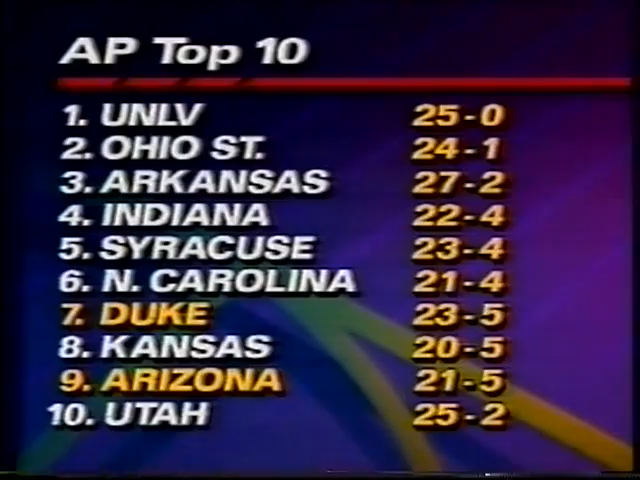 AP Top 10
1. UNLV 25-0
2. OHIO ST. 24-1
3. ARKANSAS 27-2
4. INDIANA 22-4
5. SYRACUSE 23-4
6. N. CAROLINA 21-4
7. DUKE 23-5
8. KANSAS 20-5
9. ARIZONA 21-5
10. UTAH 25-2